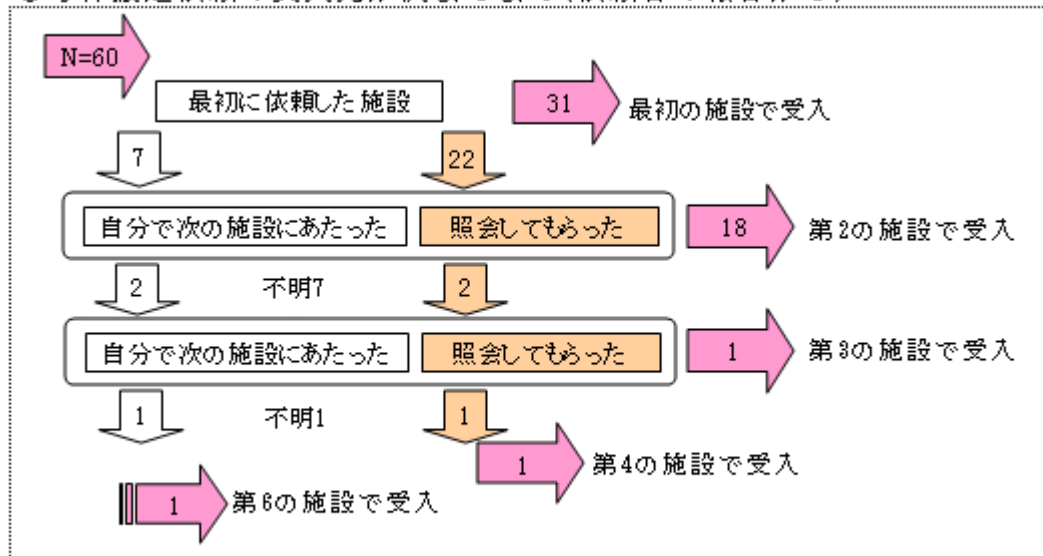 N=60
最初に依頼した施設
31
最初の施設で受入
7
22
自分で次の施設にあたった
照会してもらった
18
第2の施設で受入
2
不明7
2
自分で次の施設にあたった
照会してもらった
1
第3の施設で受入
1
不明1
1
1
第4の施設で受入
1
第6の施設で受入